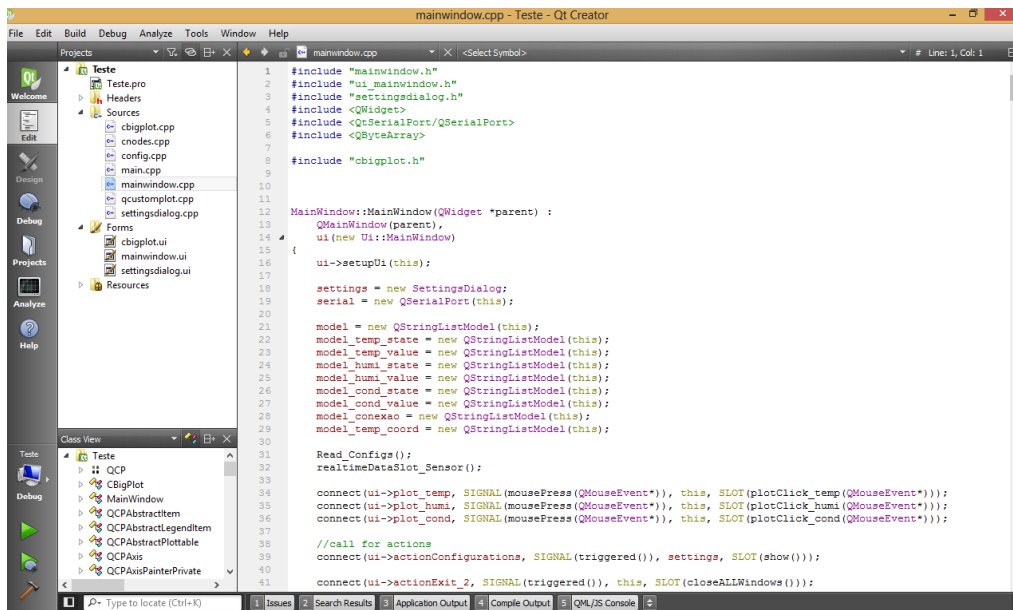 mainwindow.cpp - Teste - Qt Creator
File Edit Build Debug Analyze Tools Window Help
Projects
mainwindow.cpp
<Select Symbol>
# Line: 1, Col: 1
Welcome
Edit
Design
Debug
Projects
Analyze
Help
Teste
Debug
Teste
Teste.pro
Headers
Sources
cbigplot.cpp
cnodes.cpp
config.cpp
main.cpp
mainwindow.cpp
qcustomplot.cpp
settingsdialog.cpp
Forms
cbigplot.ui
mainwindow.ui
settingsdialog.ui
Resources
Class View
Teste
QCP
CBigPlot
MainWindow
QCPAbstractItem
QCPAbstractLegendItem
QCPAbstractPlottable
QCPAxis
QCPAxisPainterPrivate
1 #include "mainwindow.h"
2 #include "ui_mainwindow.h"
3 #include "settingsdialog.h"
4 #include <QWidget>
5 #include <QtSerialPort/QSerialPort>
6 #include <QByteArray>
7
8 #include "cbigplot.h"
9
10
11
12 MainWindow::MainWindow(QWidget *parent) :
13 QMainWindow(parent),
14 ui(new Ui::MainWindow)
15 {
16 ui->setupUi(this);
17
18 settings = new SettingsDialog;
19 serial = new QSerialPort(this);
20
21 model = new QStringListModel(this);
22 model_temp_state = new QStringListModel(this);
23 model_temp_value = new QStringListModel(this);
24 model_humi_state = new QStringListModel(this);
25 model_humi_value = new QStringListModel(this);
26 model_cond_state = new QStringListModel(this);
27 model_cond_value = new QStringListModel(this);
28 model_conexao = new QStringListModel(this);
29 model_temp_coord = new QStringListModel(this);
30
31 Read_Configs();
32 realtimeDataSlot_Sensor();
33
34 connect(ui->plot_temp, SIGNAL(mousePress(QMouseEvent*)), this, SLOT(plotClick_temp(QMouseEvent*)));
35 connect(ui->plot_humi, SIGNAL(mousePress(QMouseEvent*)), this, SLOT(plotClick_humi(QMouseEvent*)));
36 connect(ui->plot_cond, SIGNAL(mousePress(QMouseEvent*)), this, SLOT(plotClick_cond(QMouseEvent*)));
37
38 //call for actions
39 connect(ui->actionConfigurations, SIGNAL(triggered()), settings, SLOT(show()));
40
41 connect(ui->actionExit_2, SIGNAL(triggered()), this, SLOT(closeALLWindows()));
Type to locate (Ctrl+K)
1 Issues 2 Search Results 3 Application Output 4 Compile Output 5 QML/JS Console